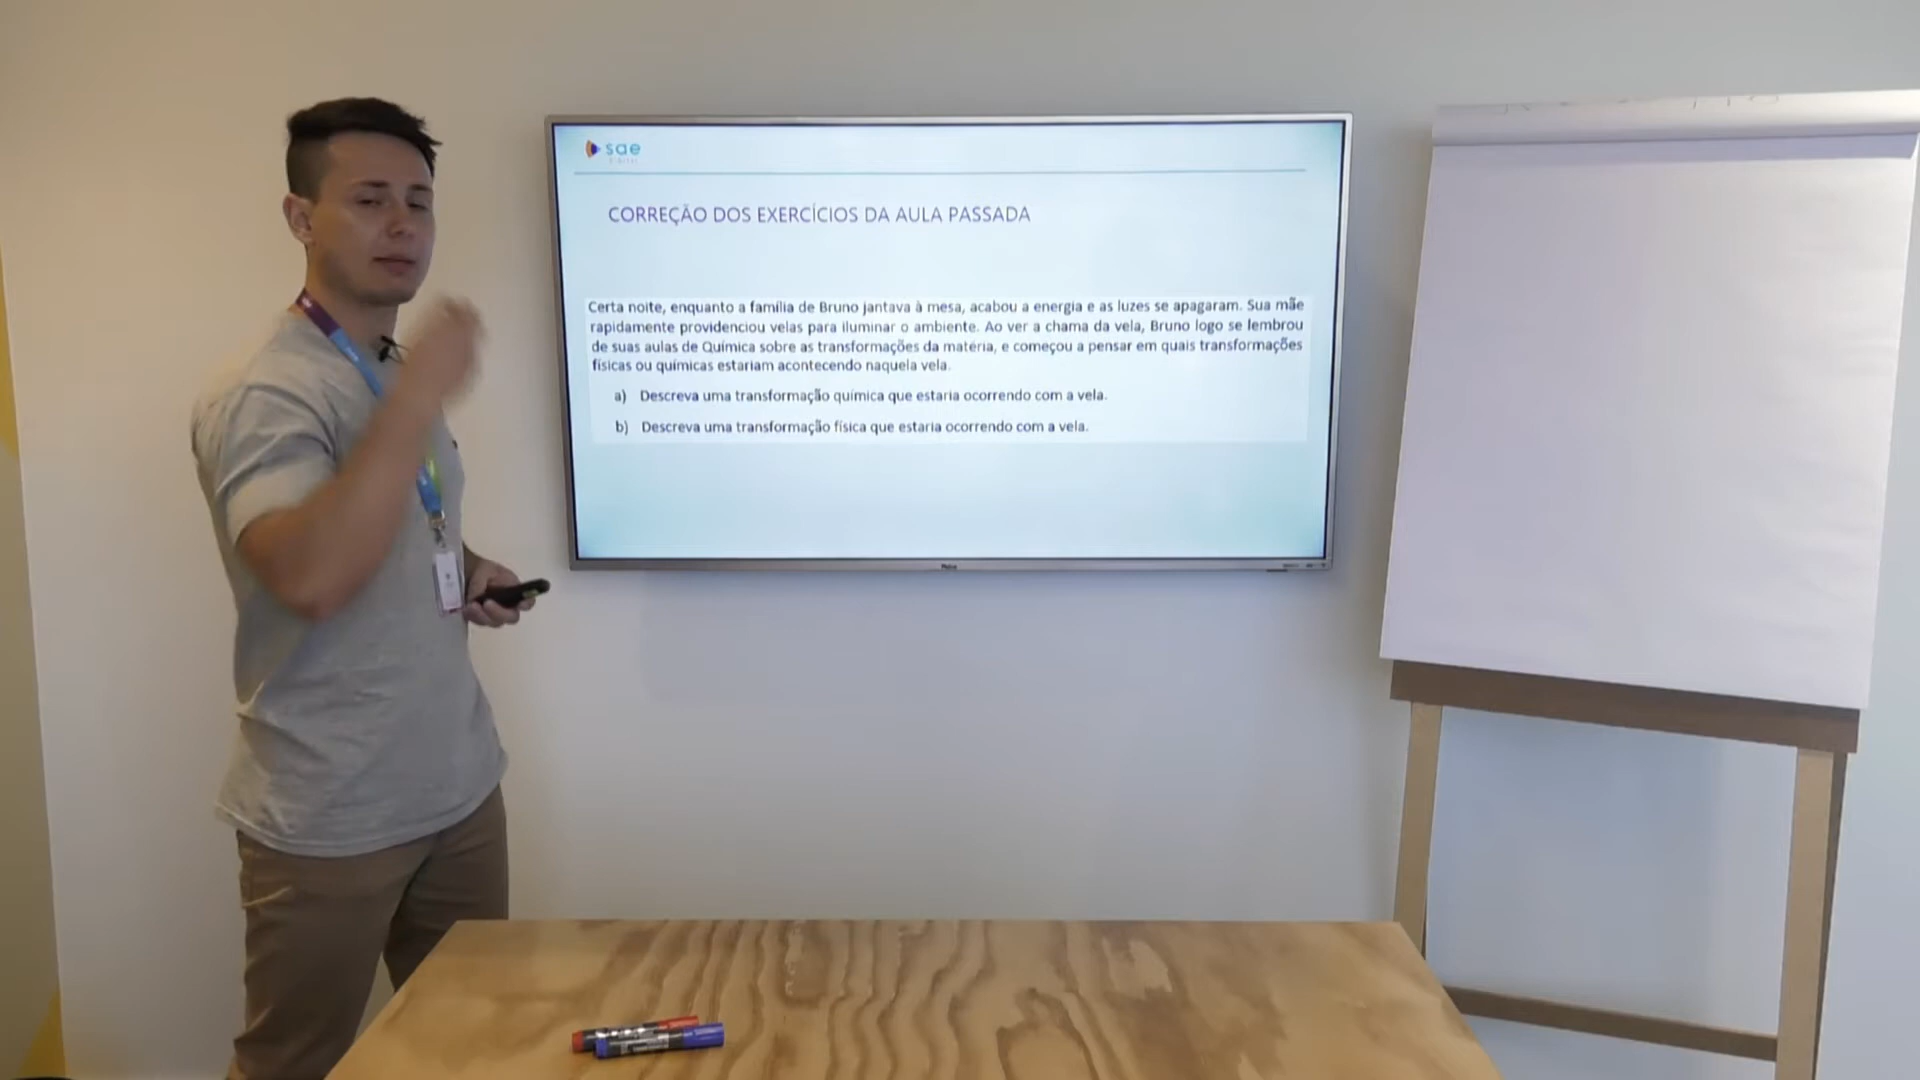 sae
CORREÇÃO DOS EXERCÍCIOS DA AULA PASSADA
Certa noite, enquanto a família de Bruno jantava à mesa, acabou a energia e as luzes se apagaram. Sua mãe
rapidamente providenciou velas para iluminar o ambiente. Ao ver a chama da vela, Bruno logo se lembrou
de suas aulas de Química sobre as transformações da matéria, e começou a pensar em quais transformações
físicas ou químicas estariam acontecendo naquela vela.
a) Descreva uma transformação química que estaria ocorrendo com a vela.
b) Descreva uma transformação física que estaria ocorrendo com a vela.